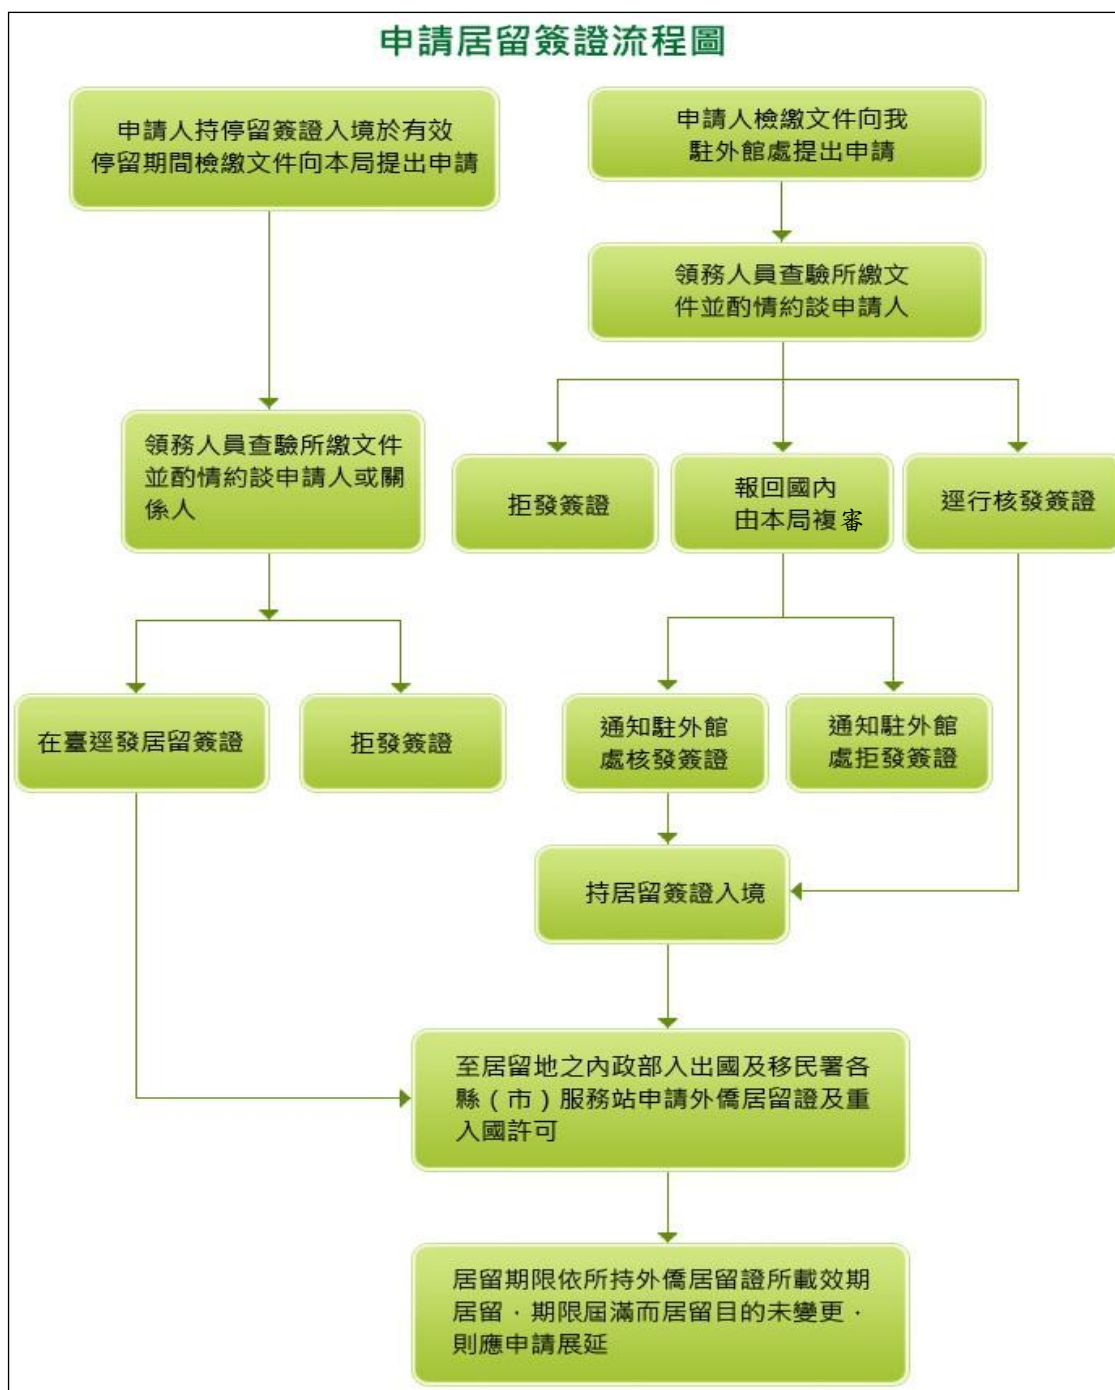 申請居留簽證流程圖
申請人持停留簽證入境於有效
停留期間檢繳文件向本局提出申請
申請人檢繳文件向我
駐外館處提出申請
領務人員查驗所繳文
件並酌情約談申請人
領務人員查驗所繳文件
並酌情約談申請人或關
係人
拒發簽證
報回國內
由本局複審
逕行核發簽證
在臺逕發居留簽證
拒發簽證
通知駐外館
處核發簽證
通知駐外館
處拒發簽證
持居留簽證入境
至居留地之內政部入出國及移民署各
縣（市）服務站申請外僑居留證及重
入國許可
居留期限依所持外僑居留證所載效期
居留．期限屆滿而居留目的未變更．
則應申請展延